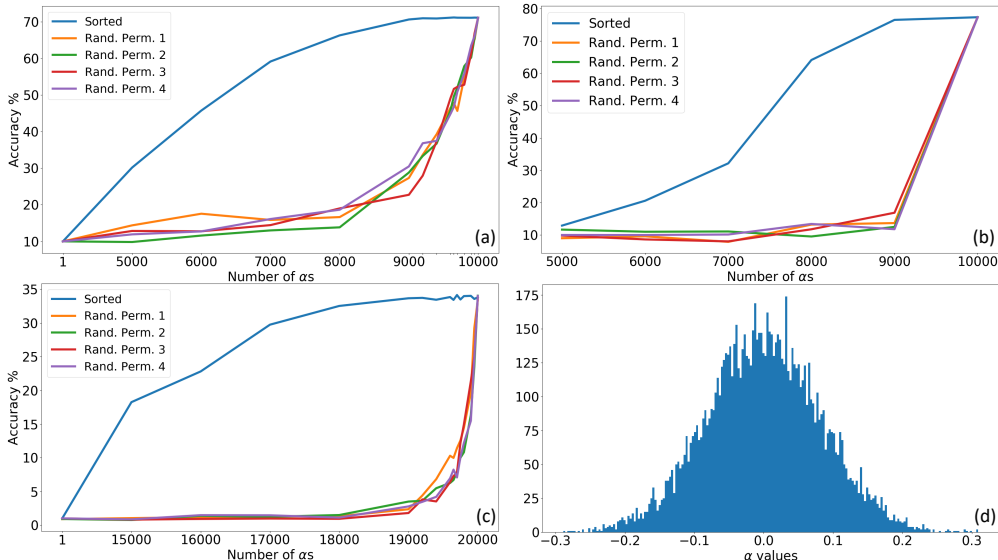 Accuracy %
70
60
50
40
30
20
10
Sorted
Rand. Perm. 1
Rand. Perm. 2
Rand. Perm. 3
Rand. Perm. 4
(a)
1 5000 6000 7000 8000 9000 10000
Number of αs
Accuracy %
80
70
60
50
40
30
20
10
Sorted
Rand. Perm. 1
Rand. Perm. 2
Rand. Perm. 3
Rand. Perm. 4
(b)
5000 6000 7000 8000 9000 10000
Number of αs
Accuracy %
35
30
25
20
15
10
5
0
Sorted
Rand. Perm. 1
Rand. Perm. 2
Rand. Perm. 3
Rand. Perm. 4
(c)
1 15000 16000 17000 18000 19000 20000
Number of αs
175
150
125
100
75
50
25
0
(d)
−0.3 −0.2 −0.1 0.0 0.1 0.2 0.3
α values